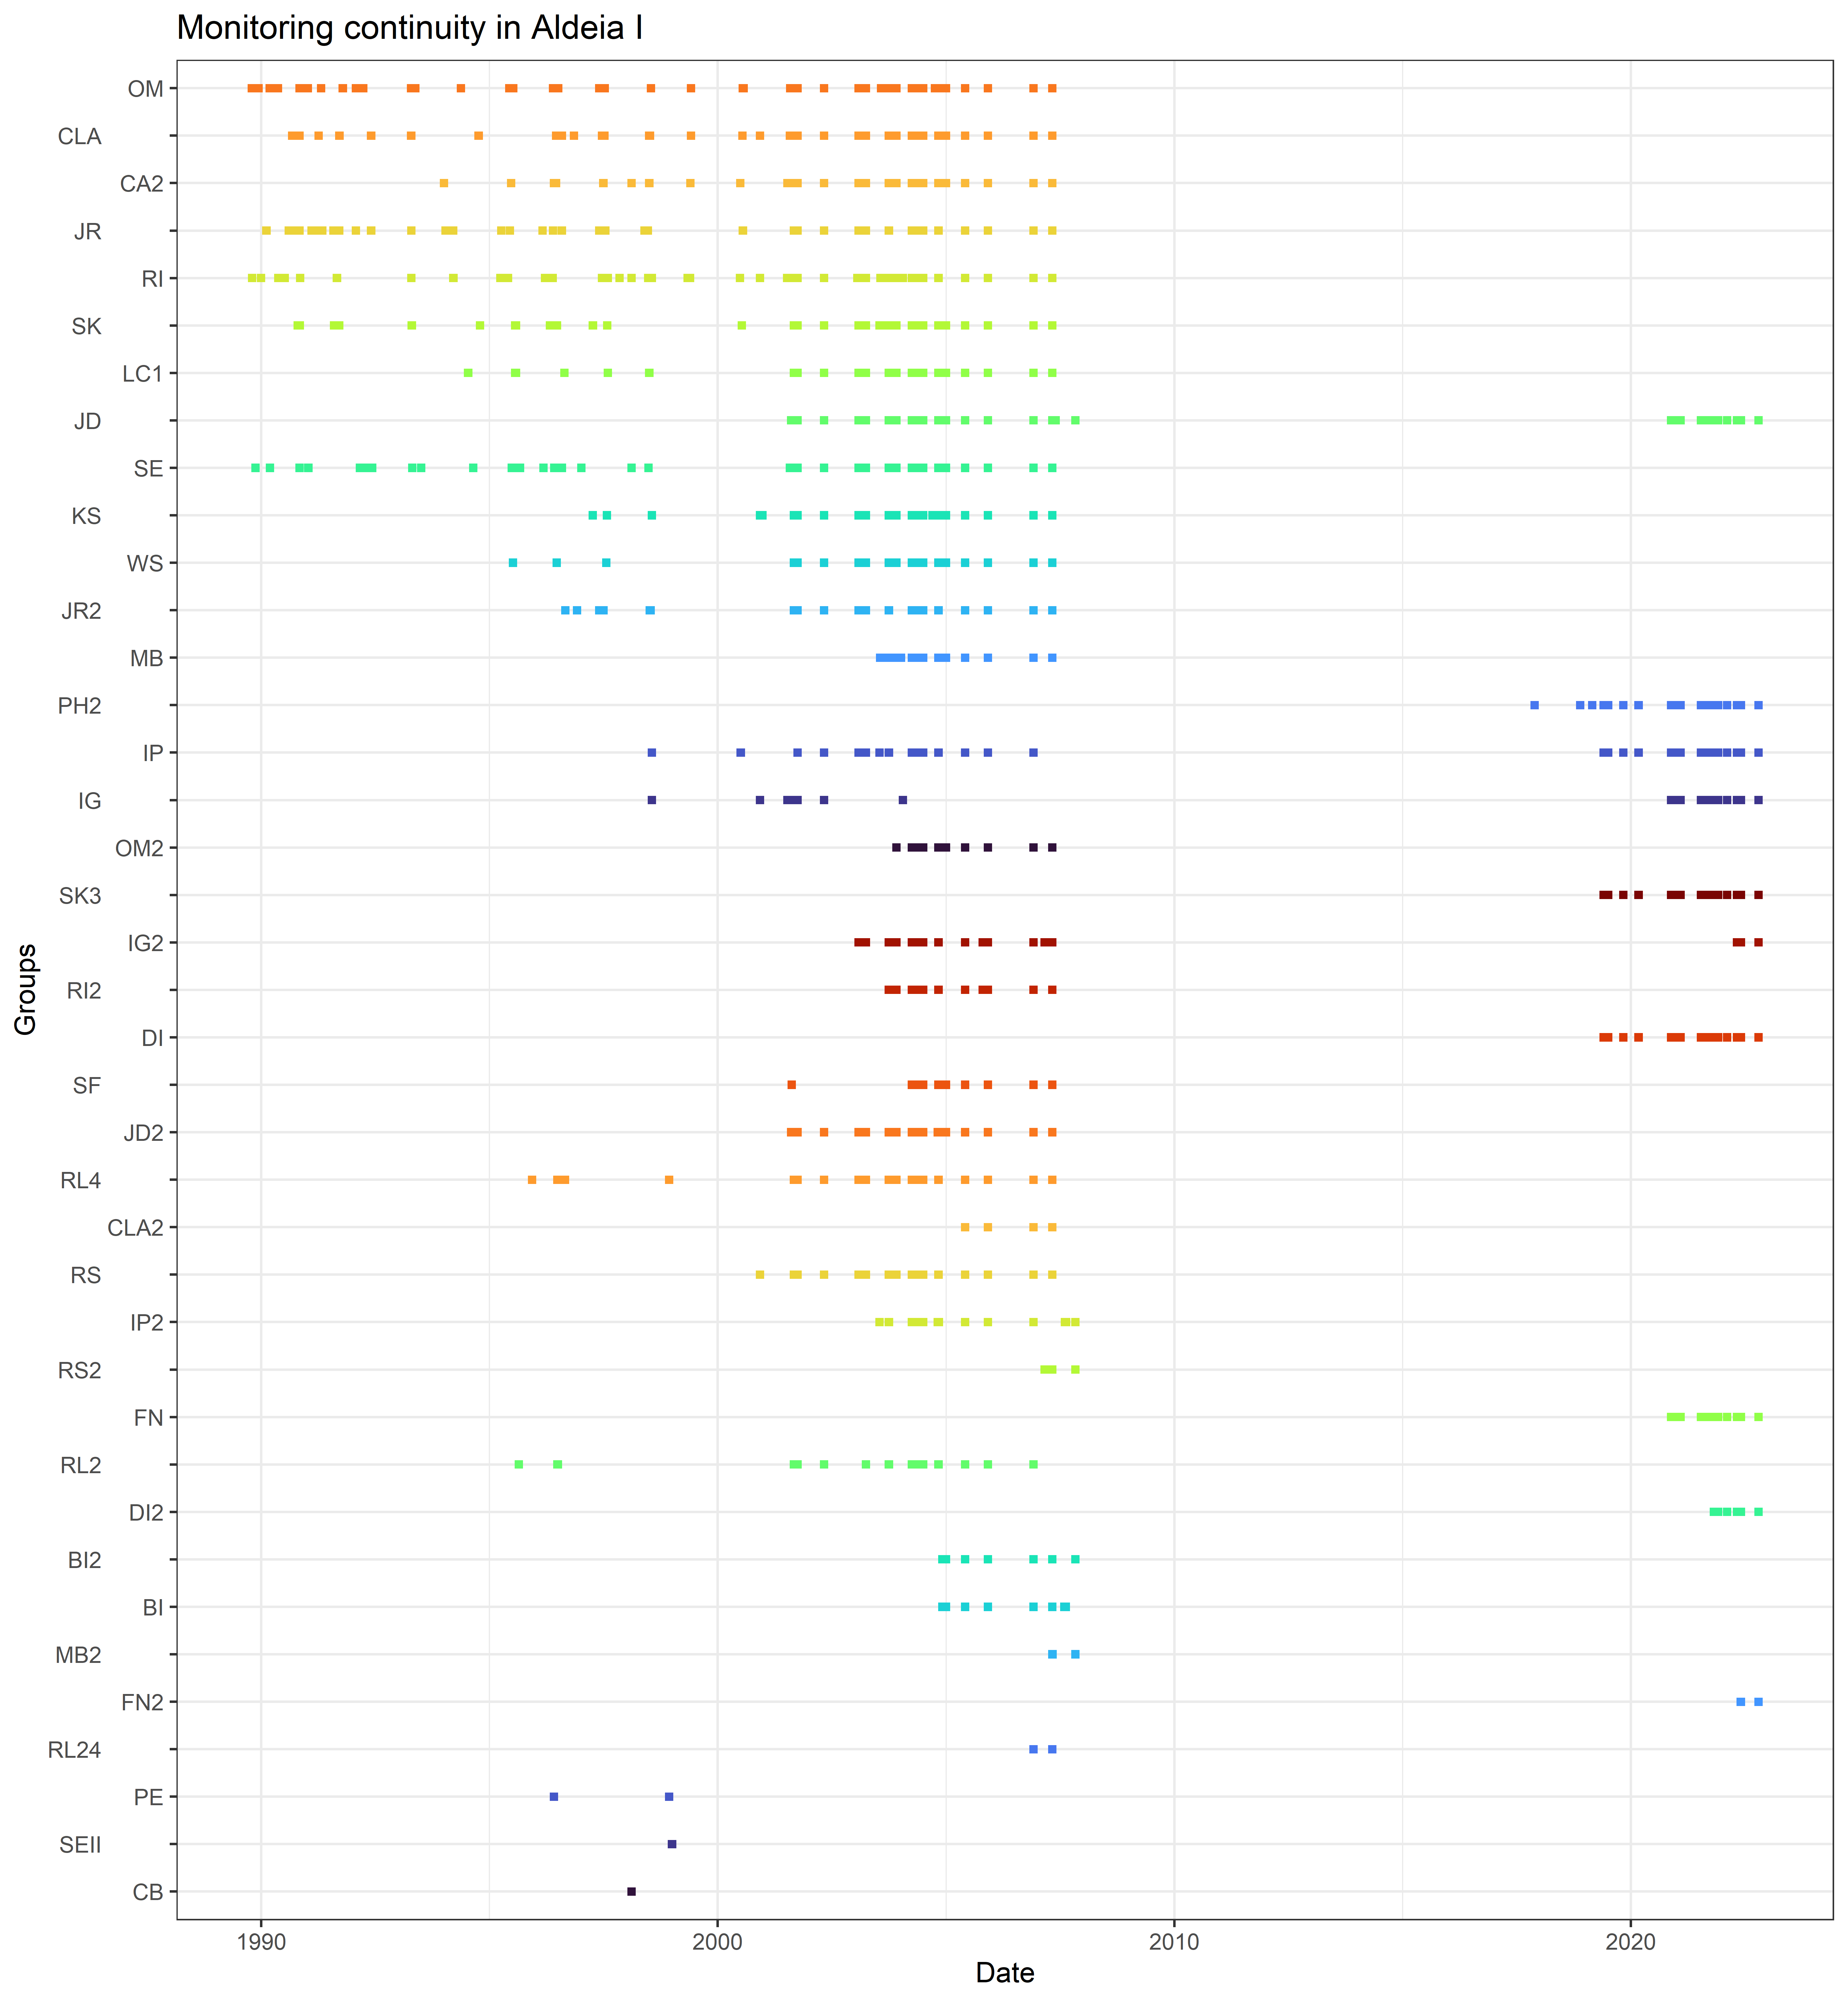 Monitoring continuity in Aldeia I
OM
CLA
CA2
JR
RI
SK
LC1
JD
SE
KS
WS
JR2
MB
PH2
IP
IG
OM2
SK3
IG2
RI2
DI
SF
JD2
RL4
CLA2
RS
IP2
RS2
FN
RL2
DI2
BI2
BI
MB2
FN2
RL24
PE
SEII
CB
Groups
1990 2000 2010 2020
Date